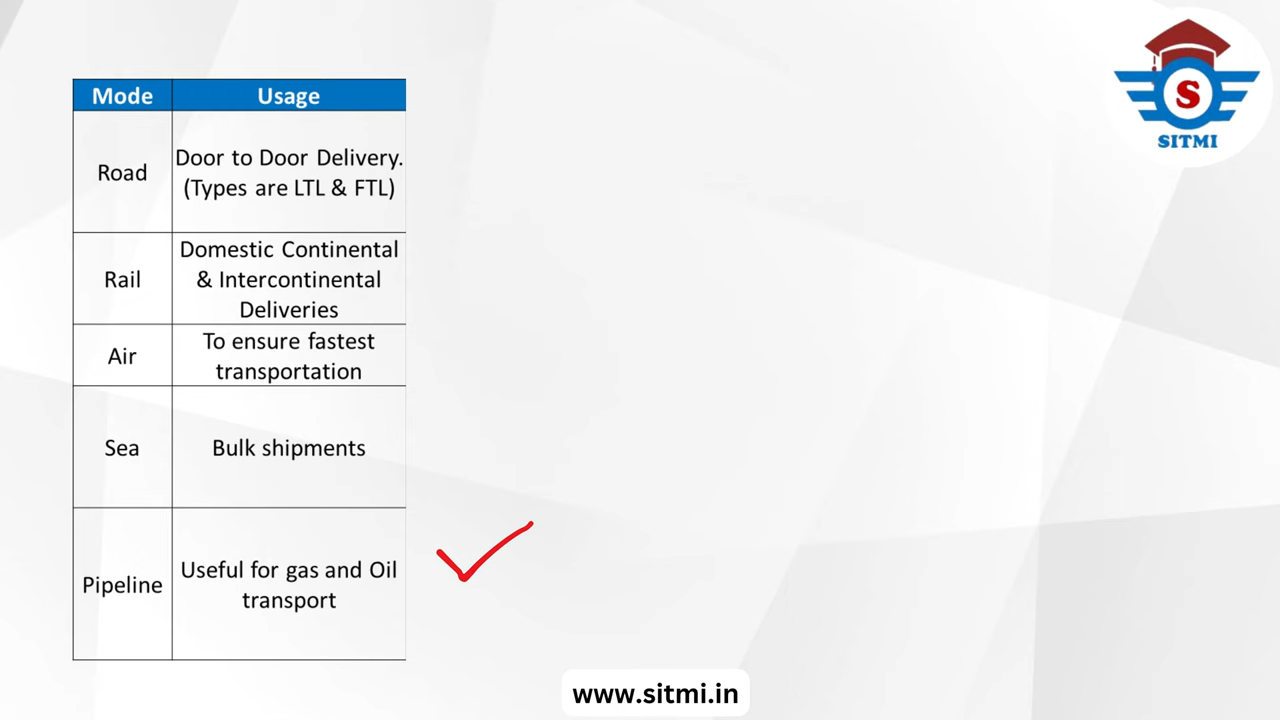 Mode Usage
Road
Door to Door Delivery.
(Types are LTL & FTL)
Rail
Domestic Continental
& Intercontinental
Deliveries
Air
To ensure fastest
transportation
Sea
Bulk shipments
Pipeline
Useful for gas and Oil
transport
S
SITMI
www.sitmi.in